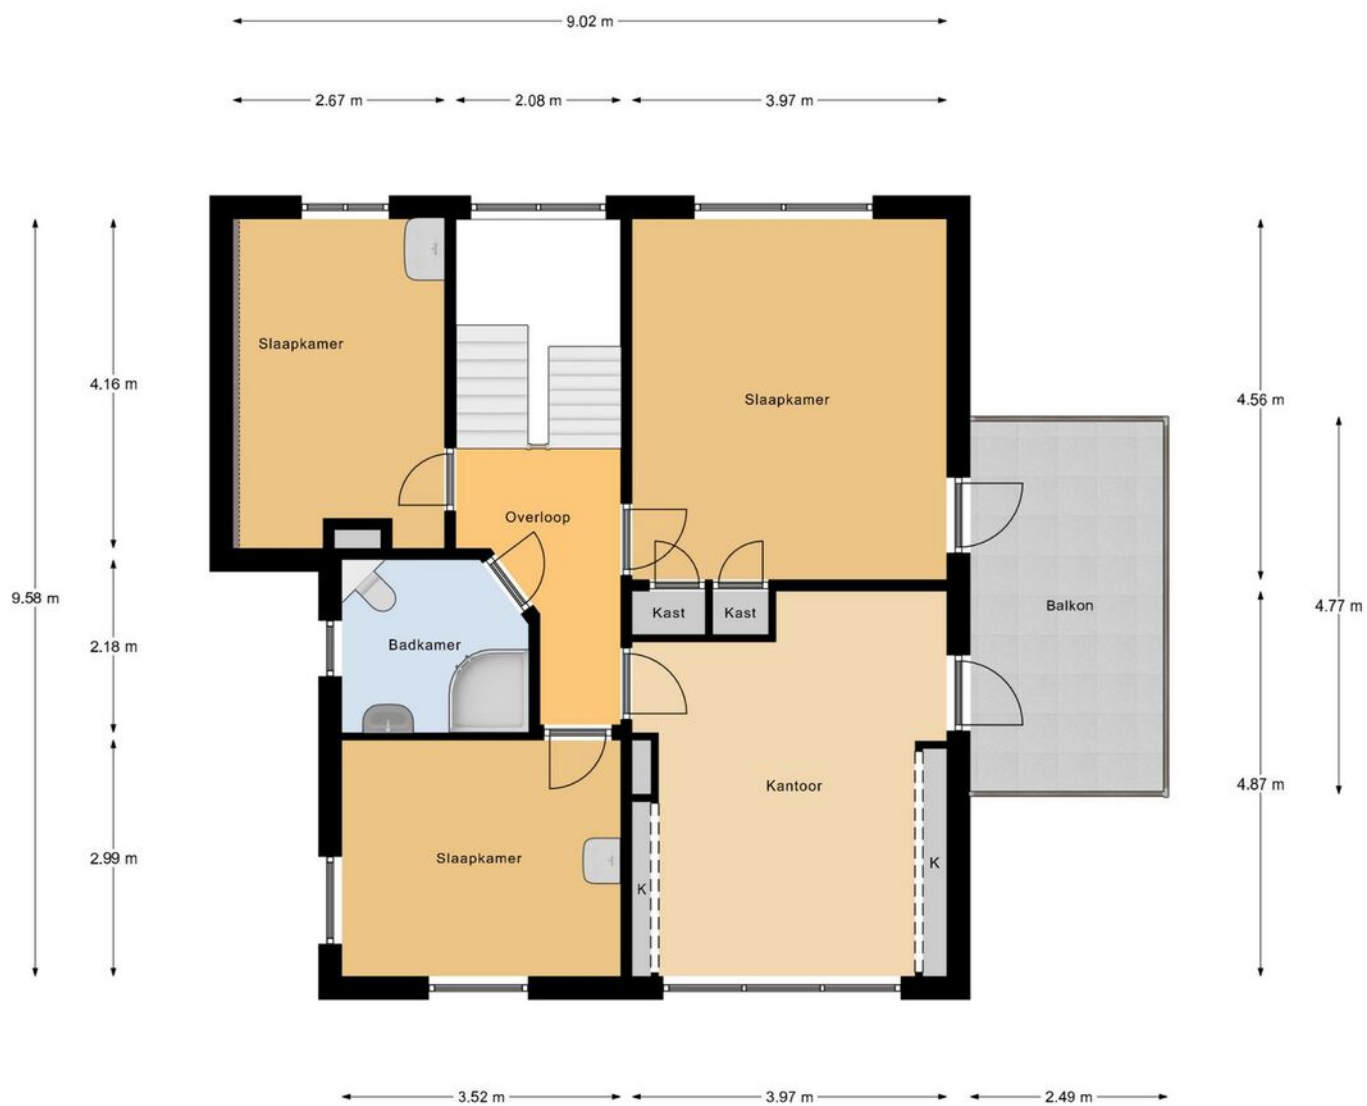 9.02 m
2.67 m
2.08 m
3.97 m
Slaapkamer
4.16 m
4.56 m
Slaapkamer
Overloop
9.58 m
Balkon
4.77 m
Kast
Kast
2.18 m
Badkamer
Kantoor
4.87 m
2.99 m
Slaapkamer
K
K
3.52 m
3.97 m
2.49 m